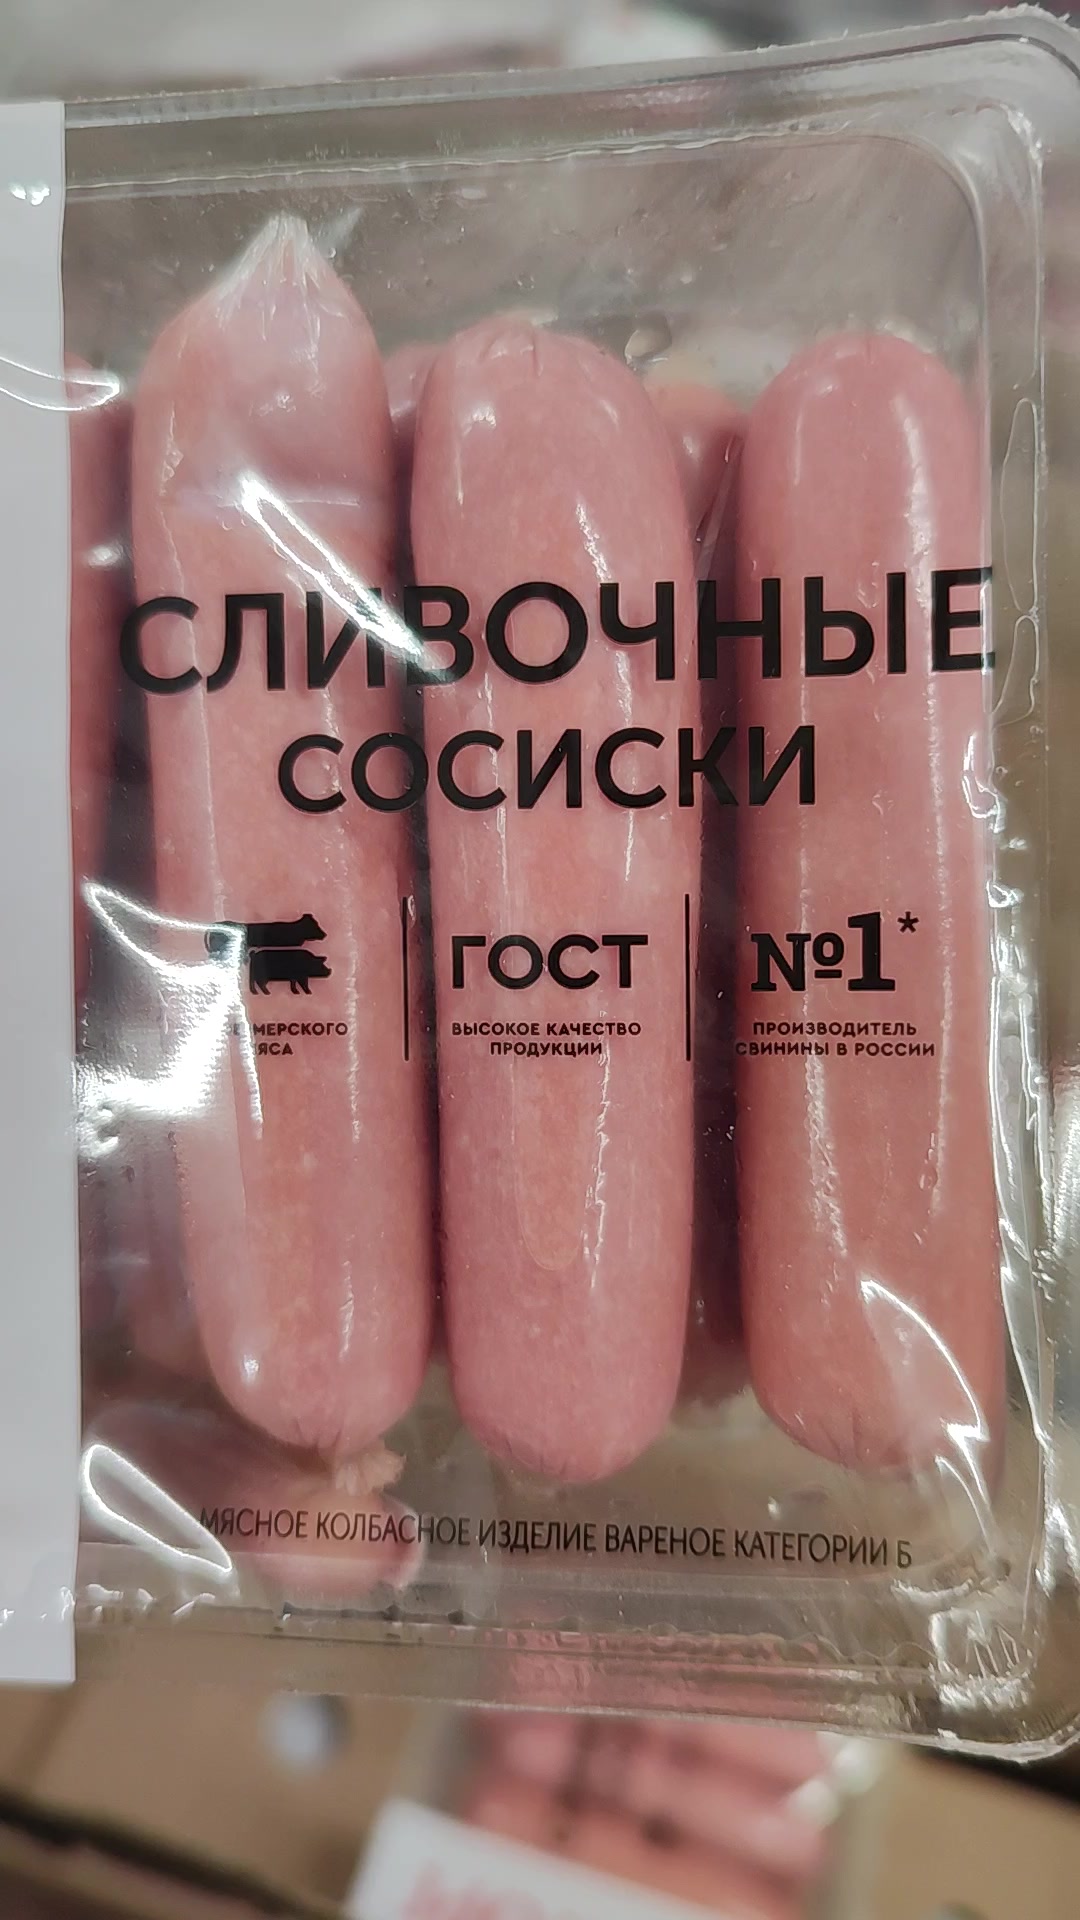 СЛИВОЧНЫЕ
СОСИСКИ
ГОСТ
ВЫСОКОЕ КАЧЕСТВО
ПРОДУКЦИИ
№1*
ПРОИЗВОДИТЕЛЬ
СВИНИНЫ В РОССИИ
МЯСНОЕ КОЛБАСНОЕ ИЗДЕЛИЕ ВАРЕНОЕ КАТЕГОРИИ Б